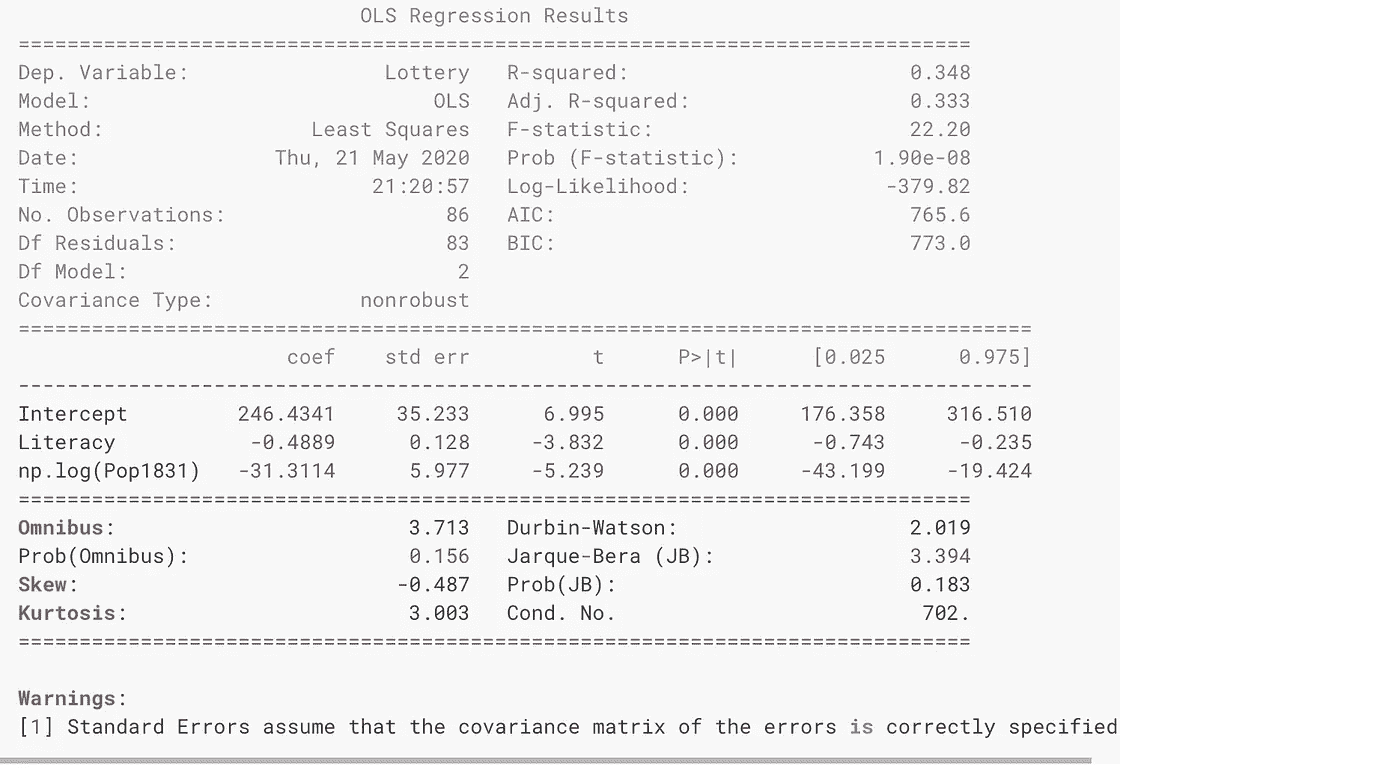 OLS Regression Results
==============================================================================
Dep. Variable:                Lottery   R-squared:                       0.348
Model:                            OLS   Adj. R-squared:                  0.333
Method:                 Least Squares   F-statistic:                     22.20
Date:                Thu, 21 May 2020   Prob (F-statistic):           1.90e-08
Time:                        21:20:57   Log-Likelihood:                -379.82
No. Observations:                  86   AIC:                             765.6
Df Residuals:                      83   BIC:                             773.0
Df Model:                           2
Covariance Type:            nonrobust
===================================================================================
                      coef    std err          t      P>|t|      [0.025      0.975]
-----------------------------------------------------------------------------------
Intercept         246.4341     35.233      6.995      0.000     176.358     316.510
Literacy           -0.4889      0.128     -3.832      0.000      -0.743      -0.235
np.log(Pop1831)   -31.3114      5.977     -5.239      0.000     -43.199     -19.424
==============================================================================
Omnibus:                        3.713   Durbin-Watson:                   2.019
Prob(Omnibus):                  0.156   Jarque-Bera (JB):                3.394
Skew:                          -0.487   Prob(JB):                        0.183
Kurtosis:                       3.003   Cond. No.                         702.
==============================================================================
Warnings:
[1] Standard Errors assume that the covariance matrix of the errors is correctly specified